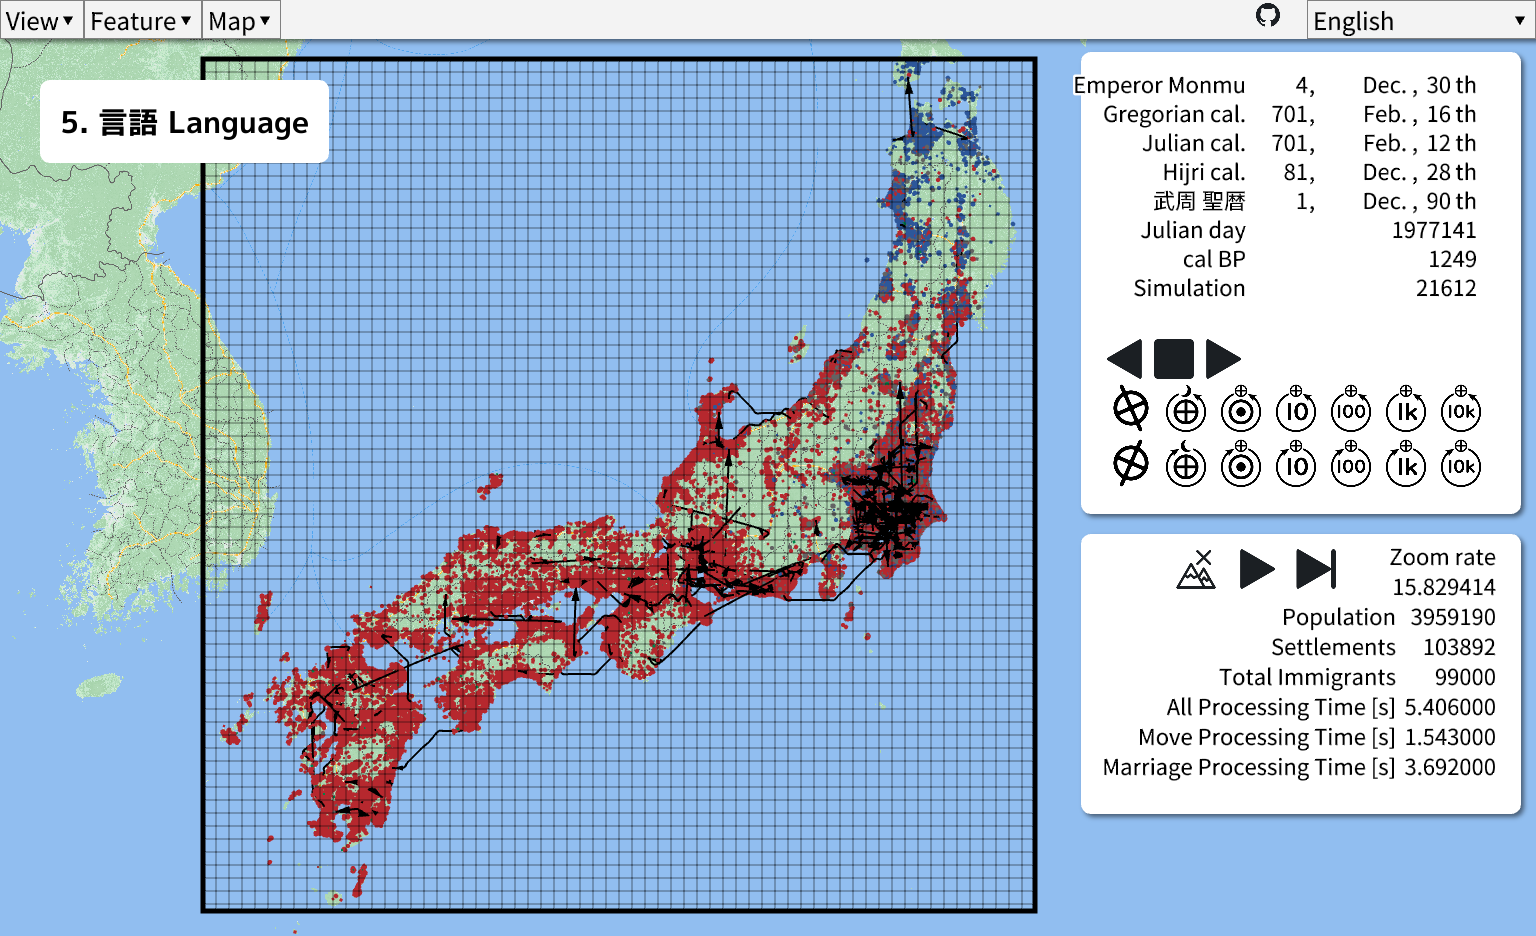 View▼ Feature▼ Map▼ English ▼
5. 言語 Language
Emperor Monmu 4, Dec. , 30 th
Gregorian cal. 701, Feb. , 16 th
Julian cal. 701, Feb. , 12 th
Hijri cal. 81, Dec. , 28 th
武周 聖暦 1, Dec. , 90 th
Julian day 1977141
cal BP 1249
Simulation 21612
10 100 1k 10k
10 100 1k 10k
Zoom rate
15.829414
Population 3959190
Settlements 103892
Total Immigrants 99000
All Processing Time [s] 5.406000
Move Processing Time [s] 1.543000
Marriage Processing Time [s] 3.692000